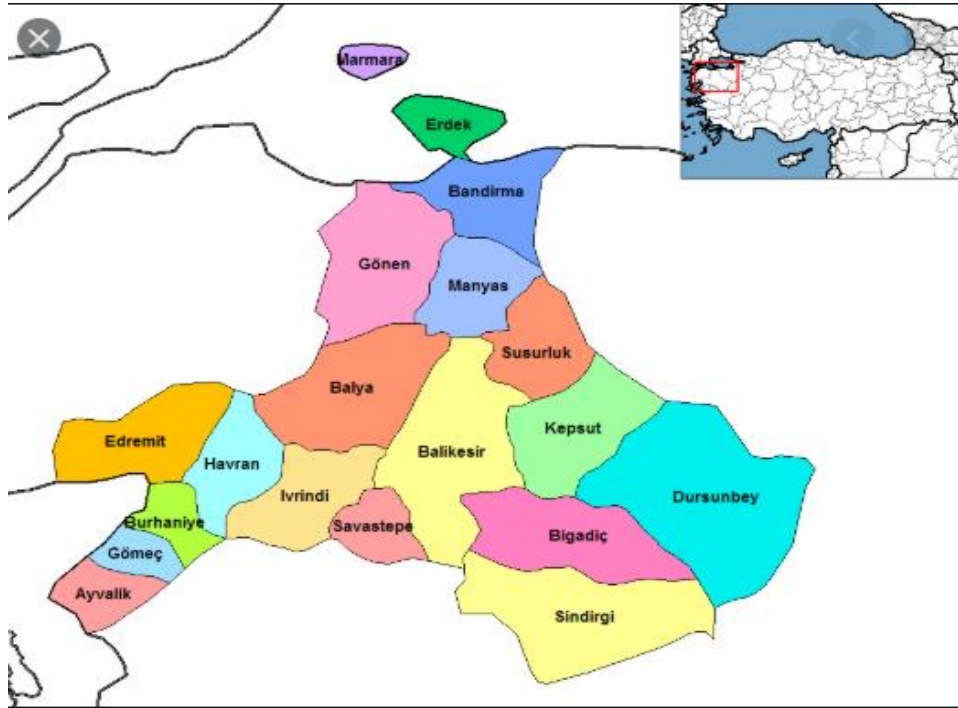 Marmara
Erdek
Bandirma
Gönen
Manyas
Susurluk
Balya
Kepsut
Edremit
Balikesir
Havran
Ivrindi
Dursunbey
Burhaniye
Savastepe
Bigadiç
Gömeç
Ayvalik
Sindirgi